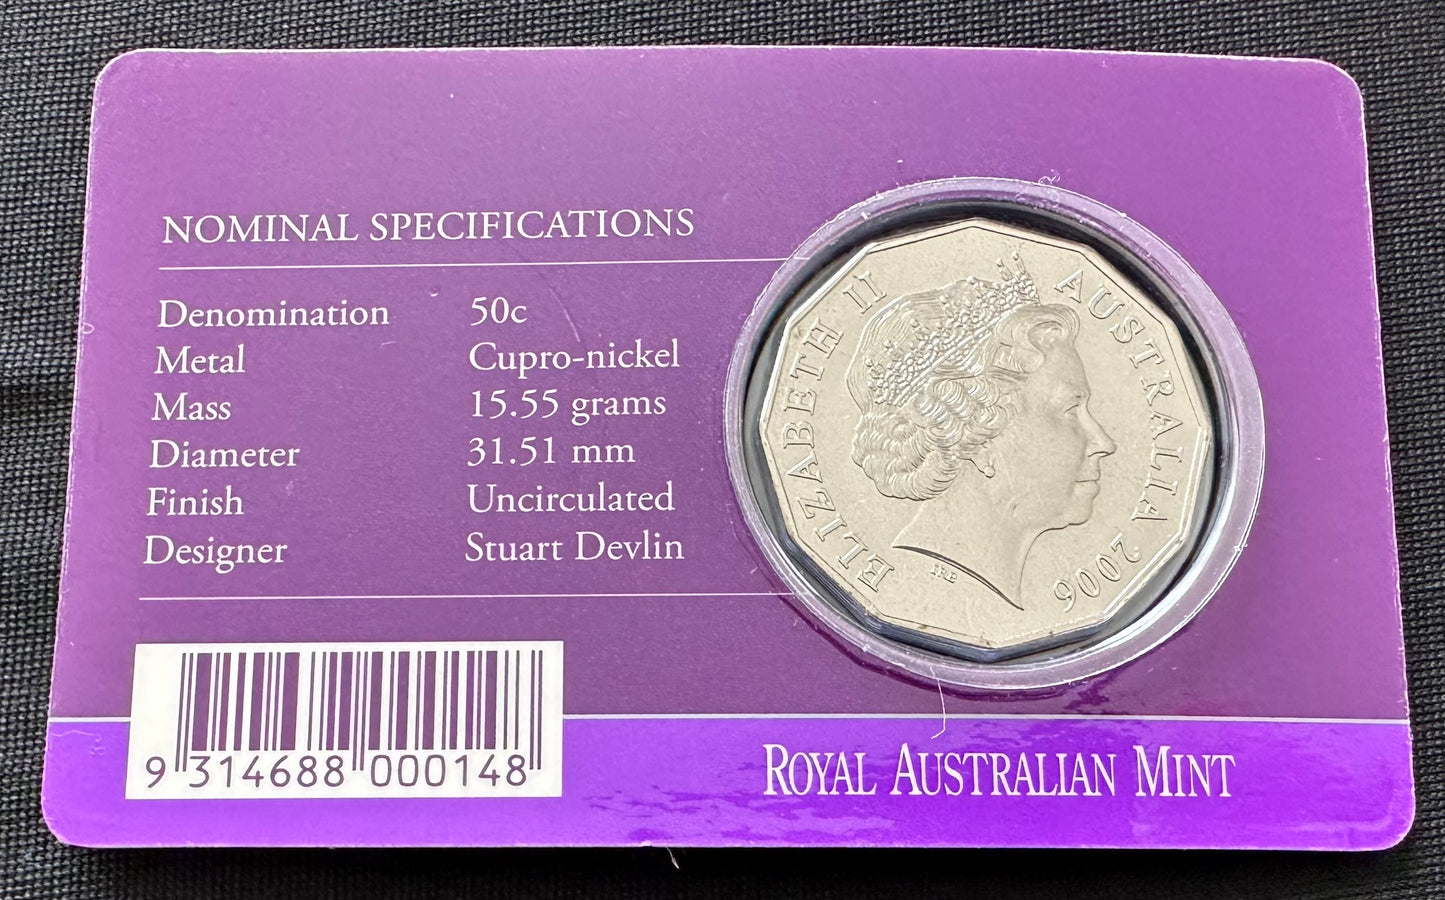 NOMINAL SPECIFICATIONS
Denomination 50c
Metal Cupro-nickel
Mass 15.55 grams
Diameter 31.51 mm
Finish Uncirculated
Designer Stuart Devlin
ELIZABETH II AUSTRALIA 2006
IRB
9 314688 000148
ROYAL AUSTRALIAN MINT